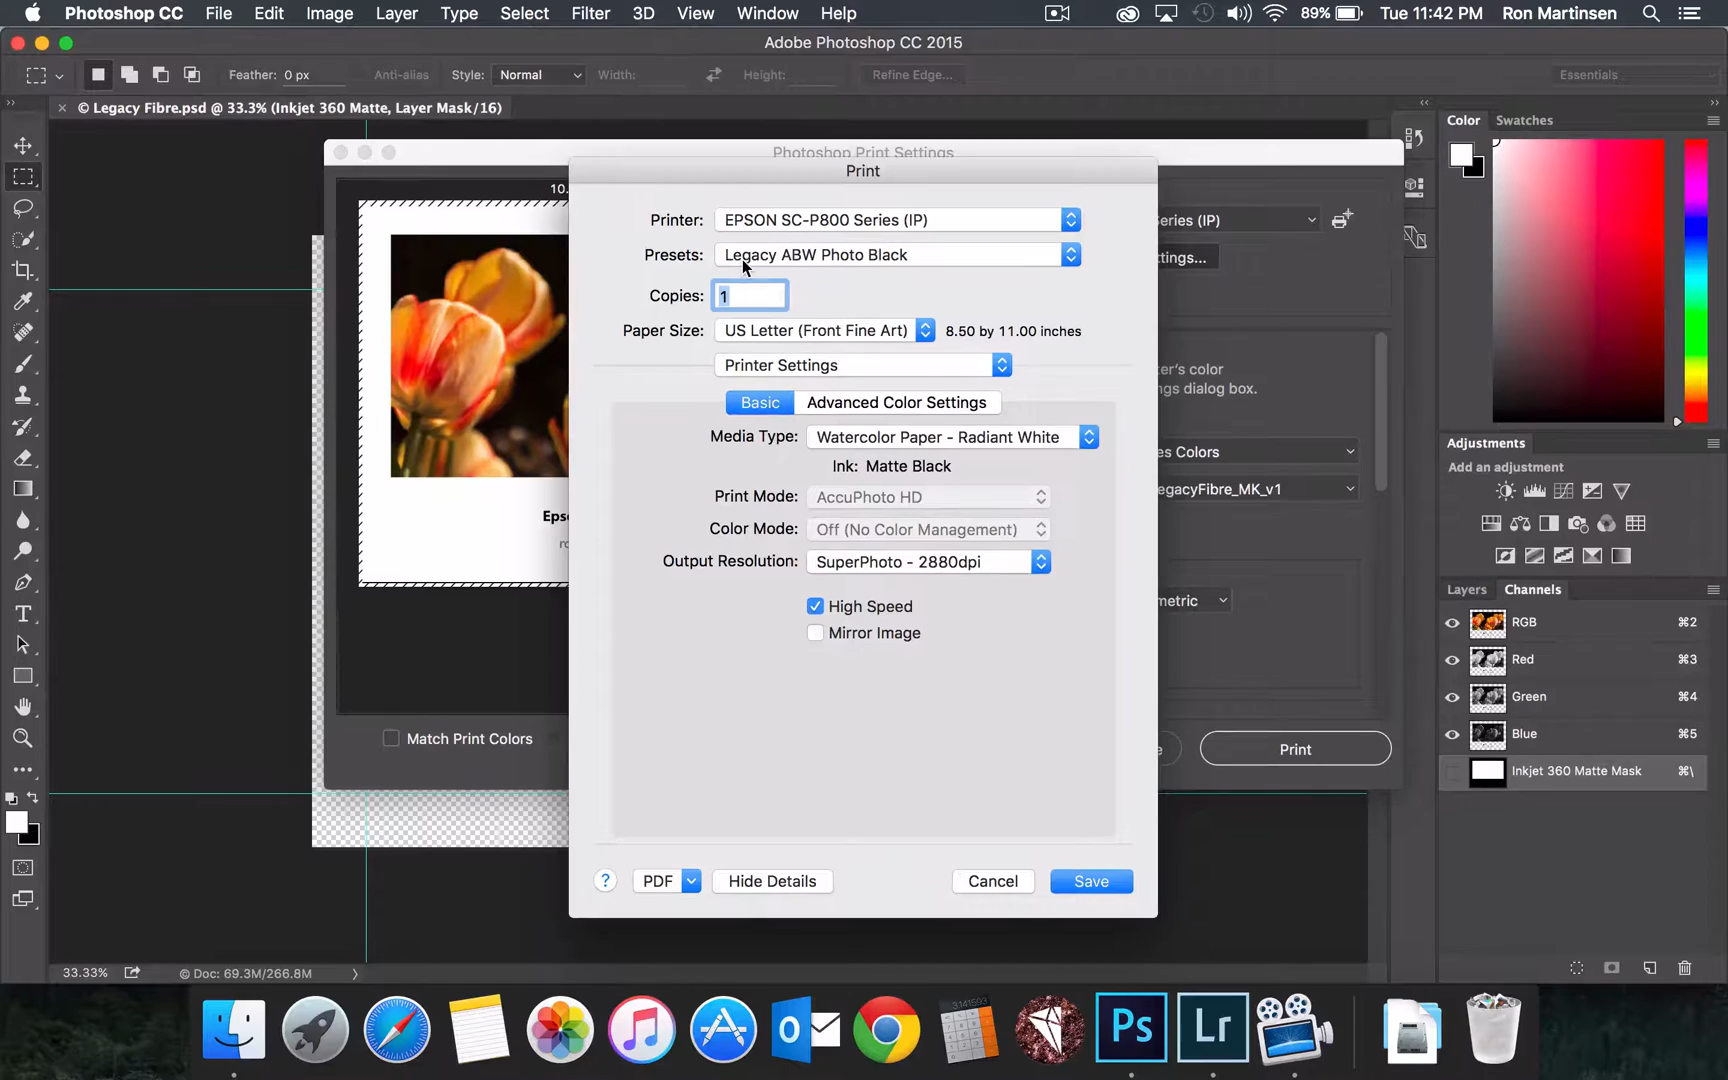 Photoshop CC File Edit Image Layer Type Select Filter 3D View Window Help 89% Tue 11:42 PM Ron Martinsen
Adobe Photoshop CC 2015
Feather: 0 px Anti-alias Style: Normal Width: Height: Refine Edge... Essentials
× © Legacy Fibre.psd @ 33.3% (Inkjet 360 Matte, Layer Mask/16)
Color Swatches
Photoshop Print Settings
Print
10.
Printer: EPSON SC-P800 Series (IP)
Series (IP)
Presets: Legacy ABW Photo Black
ttings...
Copies: 1
Paper Size: US Letter (Front Fine Art) 8.50 by 11.00 inches
Printer Settings
ter's color
ngs dialog box.
Basic Advanced Color Settings
Media Type: Watercolor Paper - Radiant White
es Colors
Ink: Matte Black
Print Mode: AccuPhoto HD
egacyFibre_MK_v1
Color Mode: Off (No Color Management)
Output Resolution: SuperPhoto - 2880dpi
High Speed
metric
Mirror Image
Epso
ro
Match Print Colors
e
Print
? PDF Hide Details Cancel Save
Adjustments
Add an adjustment
Layers Channels
RGB ⌘2
Red ⌘3
Green ⌘4
Blue ⌘5
Inkjet 360 Matte Mask ⌘\
33.33% © Doc: 69.3M/266.8M
3.141593
Ps
Lr